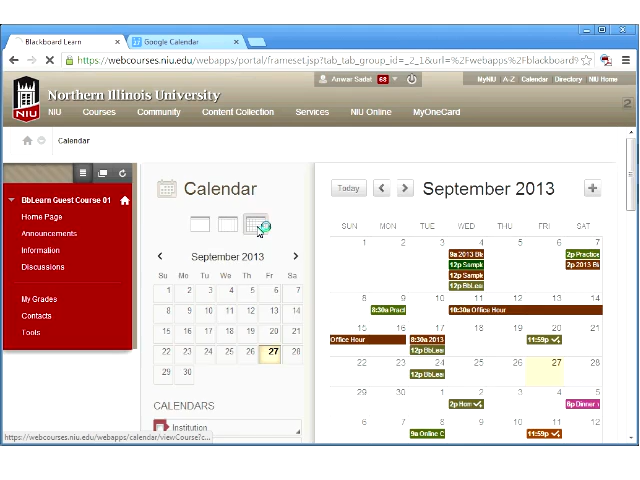 Blackboard Learn
Google Calendar
https://webcourses.niu.edu/webapps/portal/frameset.jsp?tab_tab_group_id=_2_1&url=%2Fwebapps%2Fblackboard%
Anwar Sadat 68
MyNIU A-Z Calendar Directory NIU Home
NIU
Northern Illinois University
NIU Courses Community Content Collection Services NIU Online MyOneCard
2
Calendar
BbLearn Guest Course 01
Home Page
Announcements
Information
Discussions
My Grades
Contacts
Tools
Calendar
September 2013
Su Mo Tu We Th Fr Sa
1 2 3 4 5 6 7
8 9 10 11 12 13 14
15 16 17 18 19 20 21
22 23 24 25 26 27 28
29 30
CALENDARS
Institution
Today
September 2013
SUN MON TUE WED THU FRI SAT
1 2 3 4 5 6 7
9a 2013 Bl
2p Practice
12p Sampl
2p 2013 Bl
12p Sampl
12p BbLea
8 9 10 11 12 13 14
8:30a Pract
10:30a Office Hour
15 16 17 18 19 20 21
Office Hour
8:30a 2013
11:59p
12p BbLea
22 23 24 25 26 27 28
12p BbLea
29 30 1 2 3 4 5
2p Hom
6p Dinner
6 7 8 9 10 11 12
9a Online C
11:59p
https://webcourses.niu.edu/webapps/calendar/viewCourse?c...